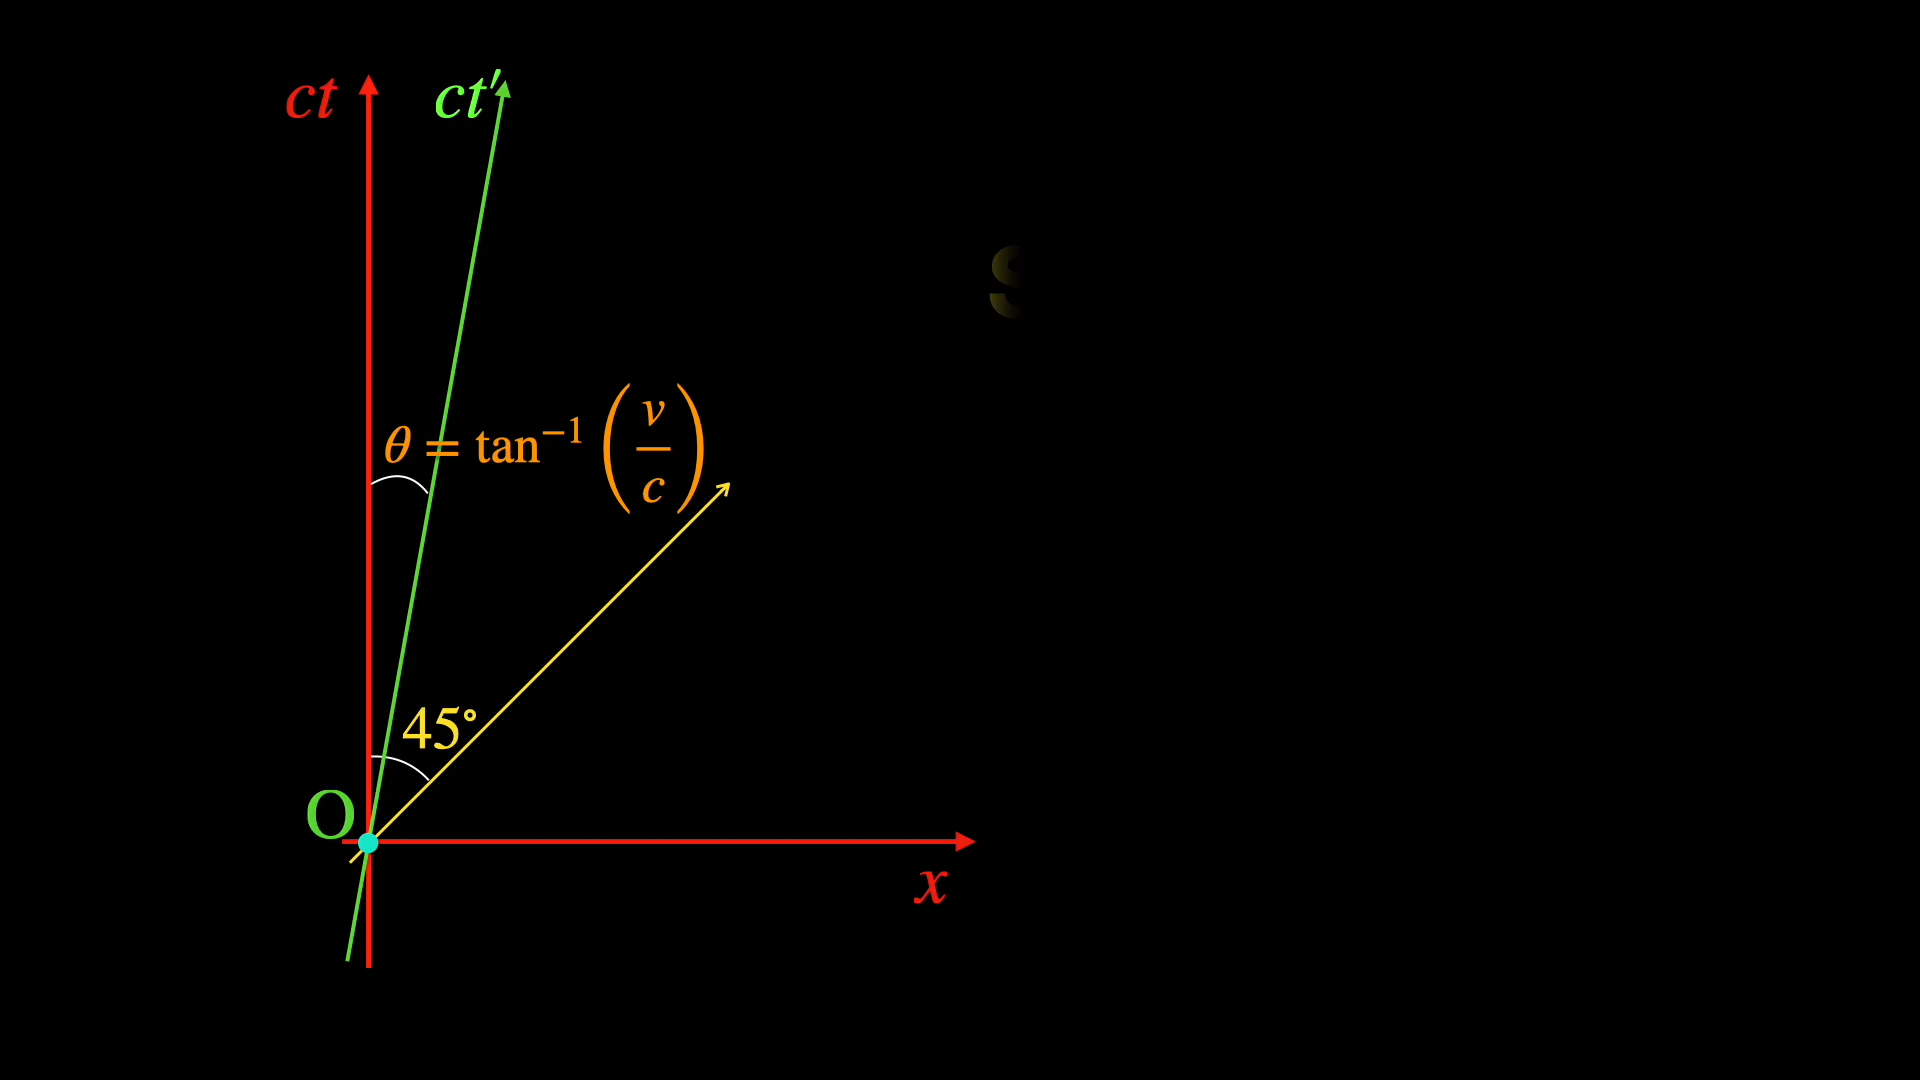 ct
ct′
θ = tan⁻¹ (v/c)
45°
O
x